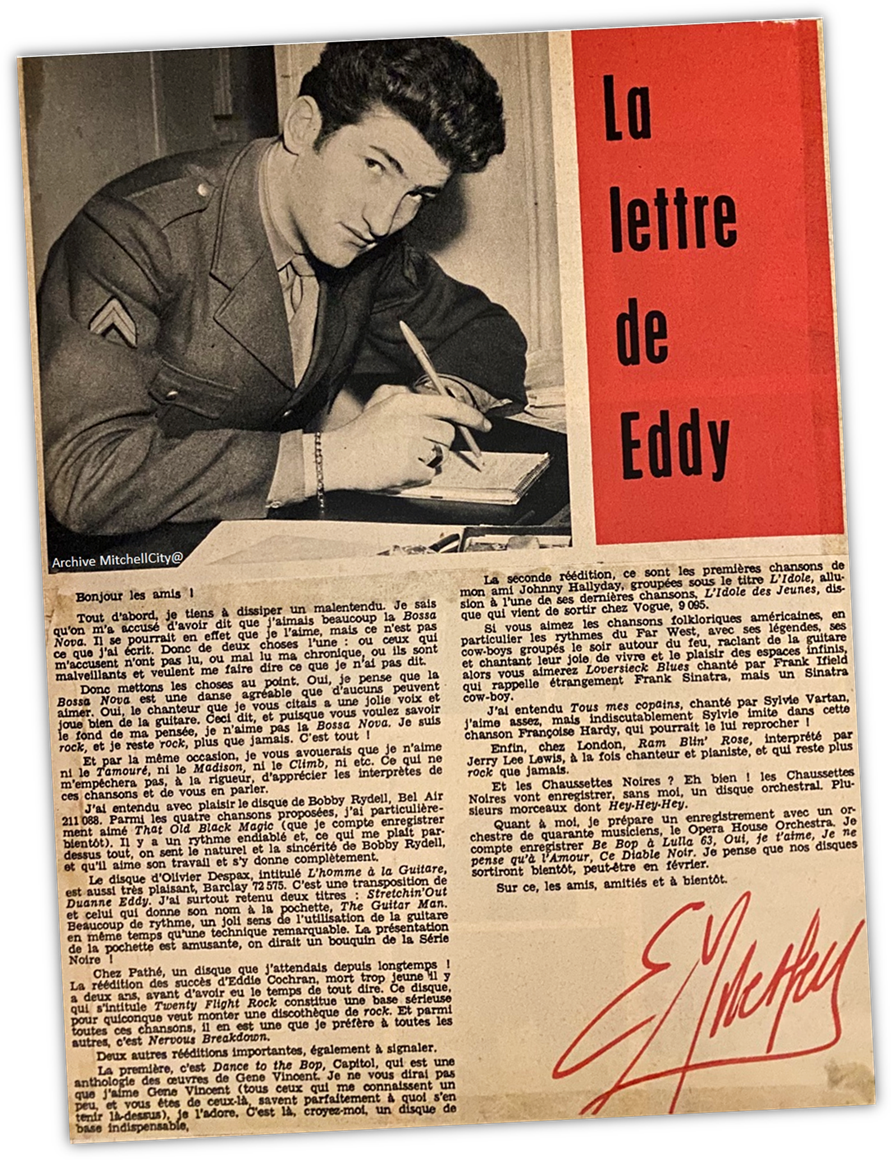 La
lettre
de
Eddy
Archive MitchellCity@
Bonjour les amis !
Tout d'abord, je tiens à dissiper un malentendu. Je sais
qu'on m'a accusé d'avoir dit que j'aimais beaucoup la Bossa
Nova. Il se pourrait en effet que je l'aime, mais ce n'est pas
ce que j'ai écrit. Donc de deux choses l'une : ou ceux qui
m'accusent n'ont pas lu, ou mal lu ma chronique, ou ils sont
malveillants et veulent me faire dire ce que je n'ai pas dit.
Donc mettons les choses au point. Oui, je pense que la
Bossa Nova est une danse agréable que d'aucuns peuvent
aimer. Oui, le chanteur que je vous citais a une jolie voix et
joue bien de la guitare. Ceci dit, et puisque vous voulez savoir
le fond de ma pensée, je n'aime pas la Bossa Nova. Je suis
rock, et je reste rock, plus que jamais. C'est tout !
Et par la même occasion, je vous avouerais que je n'aime
ni le Tamouré, ni le Madison, ni le Climb, ni etc. Ce qui ne
m'empêchera pas, à la rigueur, d'apprécier les interprètes de
ces chansons et de vous en parler.
J'ai entendu avec plaisir le disque de Bobby Rydell, Bel Air
211 088. Parmi les quatre chansons proposées, j'ai particulière-
ment aimé That Old Black Magic (que je compte enregistrer
bientôt). Il y a un rythme endiablé et, ce qui me plaît par-
dessus tout, on sent le naturel et la sincérité de Bobby Rydell,
et qu'il aime son travail et s'y donne complètement.
Le disque d'Olivier Despax, intitulé L'homme à la Guitare,
est aussi très plaisant, Barclay 72 575. C'est une transposition de
Duanne Eddy. J'ai surtout retenu deux titres : Stretchin'Out
et celui qui donne son nom à la pochette, The Guitar Man.
Beaucoup de rythme, un joli sens de l'utilisation de la guitare
en même temps qu'une technique remarquable. La présentation
de la pochette est amusante, on dirait un bouquin de la Série
Noire !
Chez Pathé, un disque que j'attendais depuis longtemps !
La réédition des succès d'Eddie Cochran, mort trop jeune il y
a deux ans, avant d'avoir eu le temps de tout dire. Ce disque,
qui s'intitule Twenty Flight Rock constitue une base sérieuse
pour quiconque veut monter une discothèque de rock. Et parmi
toutes ces chansons, il en est une que je préfère à toutes les
autres, c'est Nervous Breakdown.
Deux autres rééditions importantes, également à signaler.
La première, c'est Dance to the Bop, Capitol, qui est une
anthologie des œuvres de Gene Vincent. Je ne vous dirai pas
que j'aime Gene Vincent (tous ceux qui me connaissent un
peu, et vous êtes de ceux-là, savent parfaitement à quoi s'en
tenir là-dessus), je l'adore. C'est là, croyez-moi, un disque de
base indispensable,
La seconde réédition, ce sont les premières chansons de
mon ami Johnny Hallyday, groupées sous le titre L'Idole, allu-
sion à l'une de ses dernières chansons, L'Idole des Jeunes, dis-
que qui vient de sortir chez Vogue, 9 085.
Si vous aimez les chansons folkloriques américaines, en
particulier les rythmes du Far West, avec ses légendes, ses
cow-boys groupés le soir autour du feu, raclant de la guitare
et chantant leur joie de vivre et le plaisir des espaces infinis,
alors vous aimerez Loversieck Blues chanté par Frank Ifield
qui rappelle étrangement Frank Sinatra, mais un Sinatra
cow-boy.
J'ai entendu Tous mes copains, chanté par Sylvie Vartan,
j'aime assez, mais indiscutablement Sylvie imite dans cette
chanson Françoise Hardy, qui pourrait le lui reprocher !
Enfin, chez London, Ram Blin' Rose, interprété par
Jerry Lee Lewis, à la fois chanteur et pianiste, et qui reste plus
rock que jamais.
Et les Chaussettes Noires ? Eh bien ! les Chaussettes
Noires vont enregistrer, sans moi, un disque orchestral. Plu-
sieurs morceaux dont Hey-Hey-Hey.
Quant à moi, je prépare un enregistrement avec un or-
chestre de quarante musiciens, le Opera House Orchestra. Je
compte enregistrer Be Bop à Lulla 63, Oui, je t'aime, Je ne
pense qu'à l'Amour, Ce Diable Noir. Je pense que nos disques
sortiront bientôt, peut-être en février.
Sur ce, les amis, amitiés et à bientôt.
E Mitchell